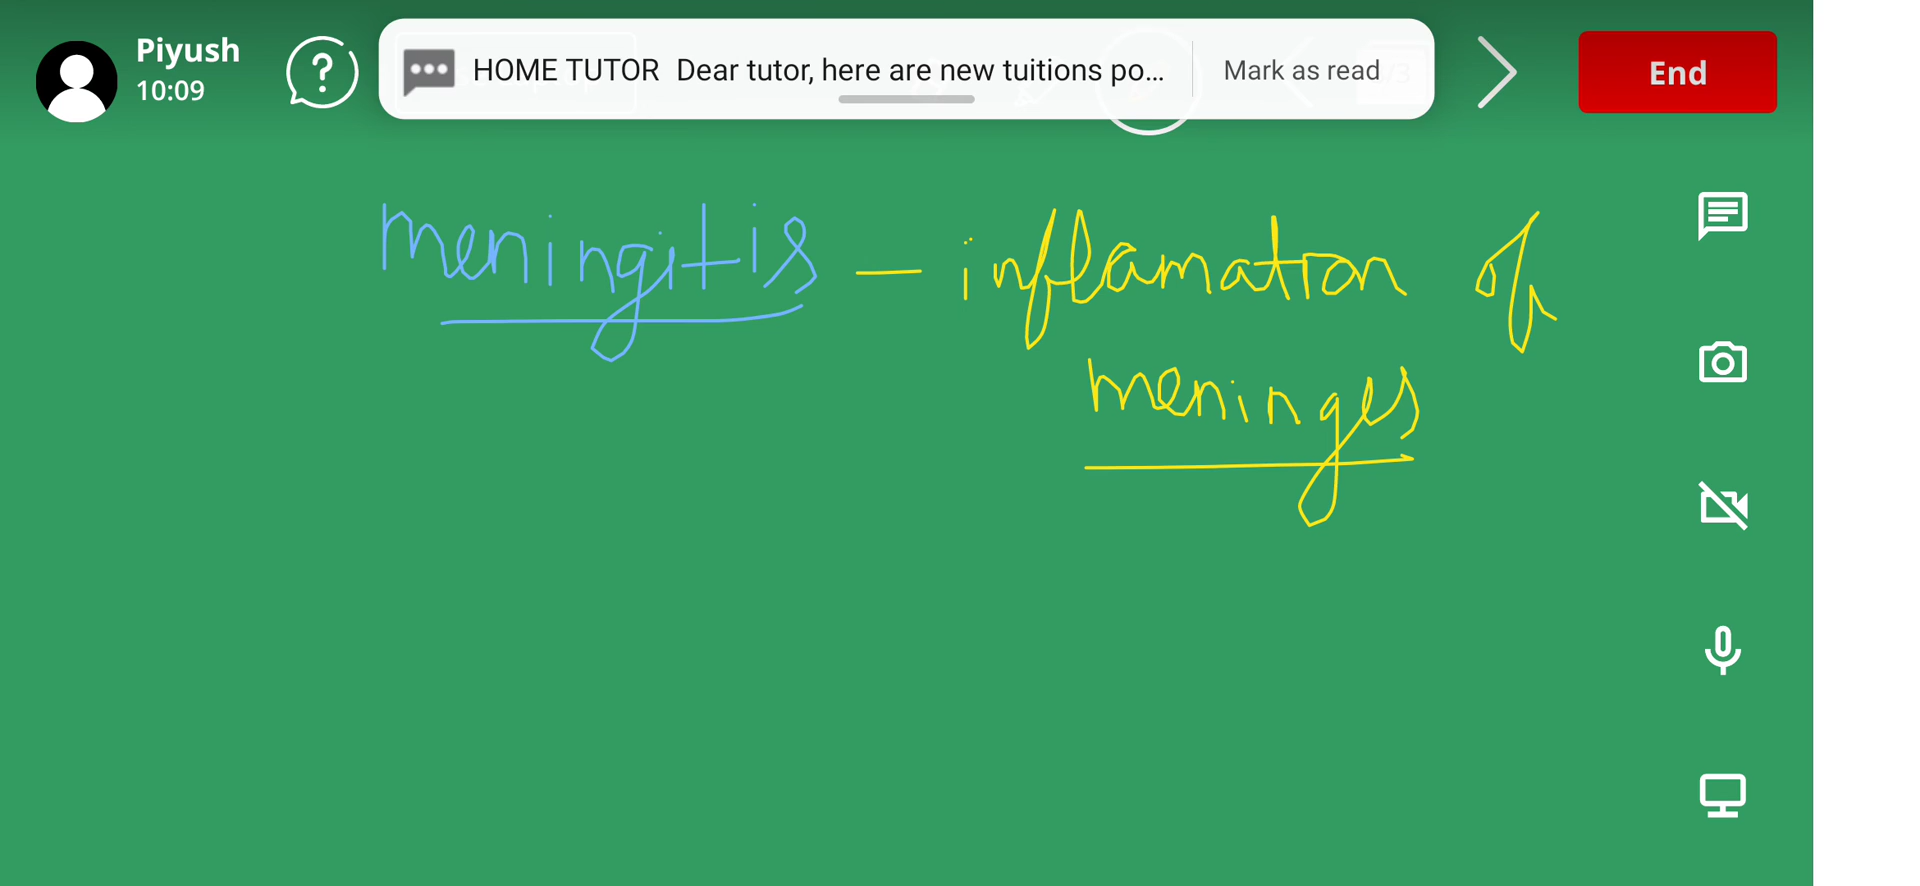 Piyush
10:09
?
HOME TUTOR Dear tutor, here are new tuitions po...
Mark as read
End
meningitis — inflamation of
meninges